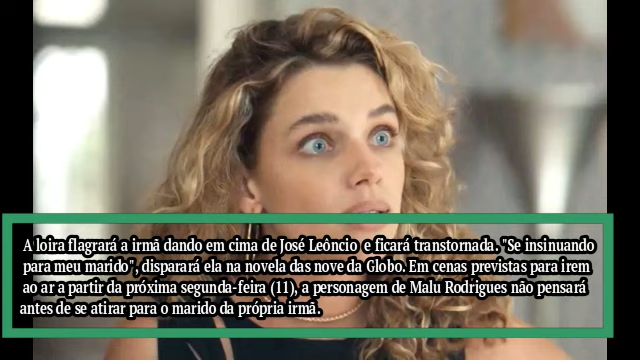 A loira flagrará a irmã dando em cima de José Leôncio e ficará transtornada. "Se insinuando
para meu marido", disparará ela na novela das nove da Globo. Em cenas previstas para irem
ao ar a partir da próxima segunda-feira (11), a personagem de Malu Rodrigues não pensará
antes de se atirar para o marido da própria irmã.